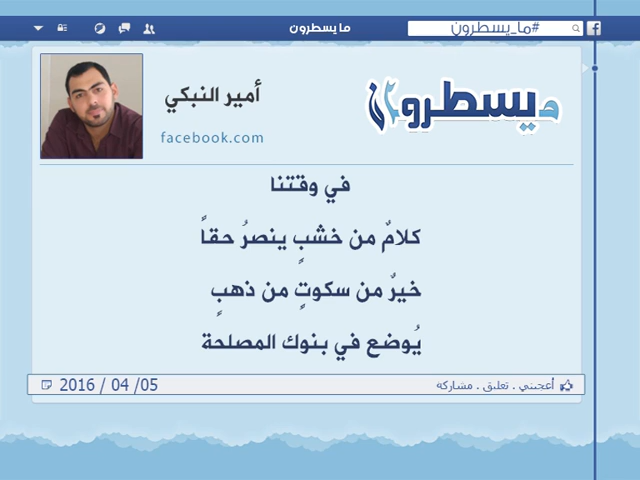 ما يسطرون
#ما_يسطرون
أمير النبكي
ما يسطرون
facebook.com
في وقتنا
كلامٌ من خشبٍ ينصرُ حقاً
خيرٌ من سكوتٍ من ذهبٍ
يُوضع في بنوك المصلحة
أعجبني . تعليق . مشاركه
2016 / 04 /05